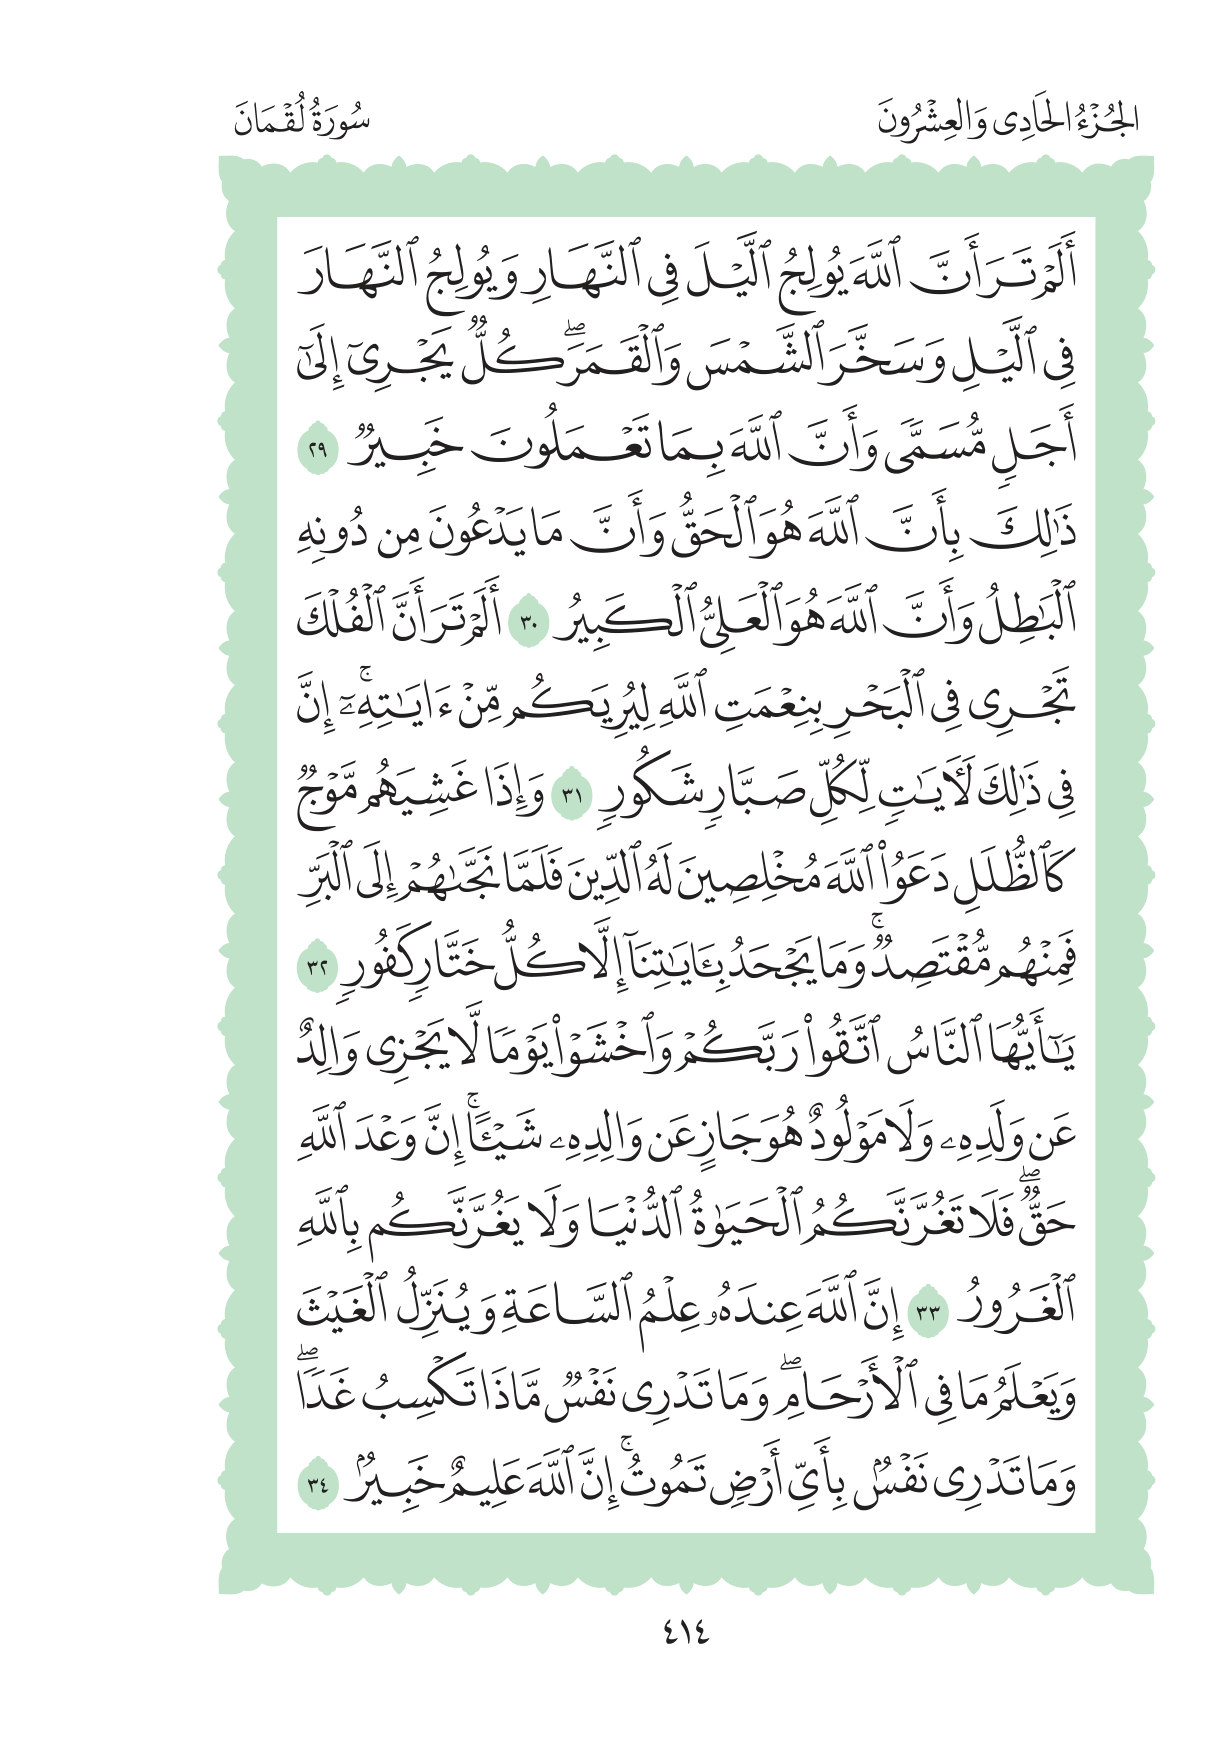 الجُزْءُ الحَادِى وَالعِشْرُونَ
سُورَةُ لُقْمَانَ
أَلَمْ تَرَ أَنَّ ٱللَّهَ يُولِجُ ٱلَّيْلَ فِى ٱلنَّهَارِ وَيُولِجُ ٱلنَّهَارَ
فِى ٱلَّيْلِ وَسَخَّرَ ٱلشَّمْسَ وَٱلْقَمَرَۖ كُلٌّ يَجْرِىٓ إِلَىٰٓ
أَجَلٍ مُّسَمًّى وَأَنَّ ٱللَّهَ بِمَا تَعْمَلُونَ خَبِيرٌ ٢٩
ذَٰلِكَ بِأَنَّ ٱللَّهَ هُوَ ٱلْحَقُّ وَأَنَّ مَا يَدْعُونَ مِن دُونِهِ
ٱلْبَٰطِلُ وَأَنَّ ٱللَّهَ هُوَ ٱلْعَلِىُّ ٱلْكَبِيرُ ٣٠ أَلَمْ تَرَ أَنَّ ٱلْفُلْكَ
تَجْرِى فِى ٱلْبَحْرِ بِنِعْمَتِ ٱللَّهِ لِيُرِيَكُم مِّنْ ءَايَٰتِهِۦٓۚ إِنَّ
فِى ذَٰلِكَ لَـَٔايَٰتٍ لِّكُلِّ صَبَّارٍ شَكُورٍ ٣١ وَإِذَا غَشِيَهُم مَّوْجٌ
كَٱلظُّلَلِ دَعَوُا۟ ٱللَّهَ مُخْلِصِينَ لَهُ ٱلدِّينَ فَلَمَّا نَجَّىٰهُمْ إِلَى ٱلْبَرِّ
فَمِنْهُم مُّقْتَصِدٌۚ وَمَا يَجْحَدُ بِـَٔايَٰتِنَآ إِلَّا كُلُّ خَتَّارٍ كَفُورٍ ٣٢
يَٰٓأَيُّهَا ٱلنَّاسُ ٱتَّقُوا۟ رَبَّكُمْ وَٱخْشَوْا۟ يَوْمًا لَّا يَجْزِى وَالِدٌ
عَن وَلَدِهِۦ وَلَا مَوْلُودٌ هُوَ جَازٍ عَن وَالِدِهِۦ شَيْـًٔاۚ إِنَّ وَعْدَ ٱللَّهِ
حَقٌّۖ فَلَا تَغُرَّنَّكُمُ ٱلْحَيَوٰةُ ٱلدُّنْيَا وَلَا يَغُرَّنَّكُم بِٱللَّهِ
ٱلْغَرُورُ ٣٣ إِنَّ ٱللَّهَ عِندَهُۥ عِلْمُ ٱلسَّاعَةِ وَيُنَزِّلُ ٱلْغَيْثَ
وَيَعْلَمُ مَا فِى ٱلْأَرْحَامِۖ وَمَا تَدْرِى نَفْسٌ مَّاذَا تَكْسِبُ غَدًاۖ
وَمَا تَدْرِى نَفْسٌۢ بِأَىِّ أَرْضٍ تَمُوتُۚ إِنَّ ٱللَّهَ عَلِيمٌ خَبِيرٌۢ ٣٤
٤١٤